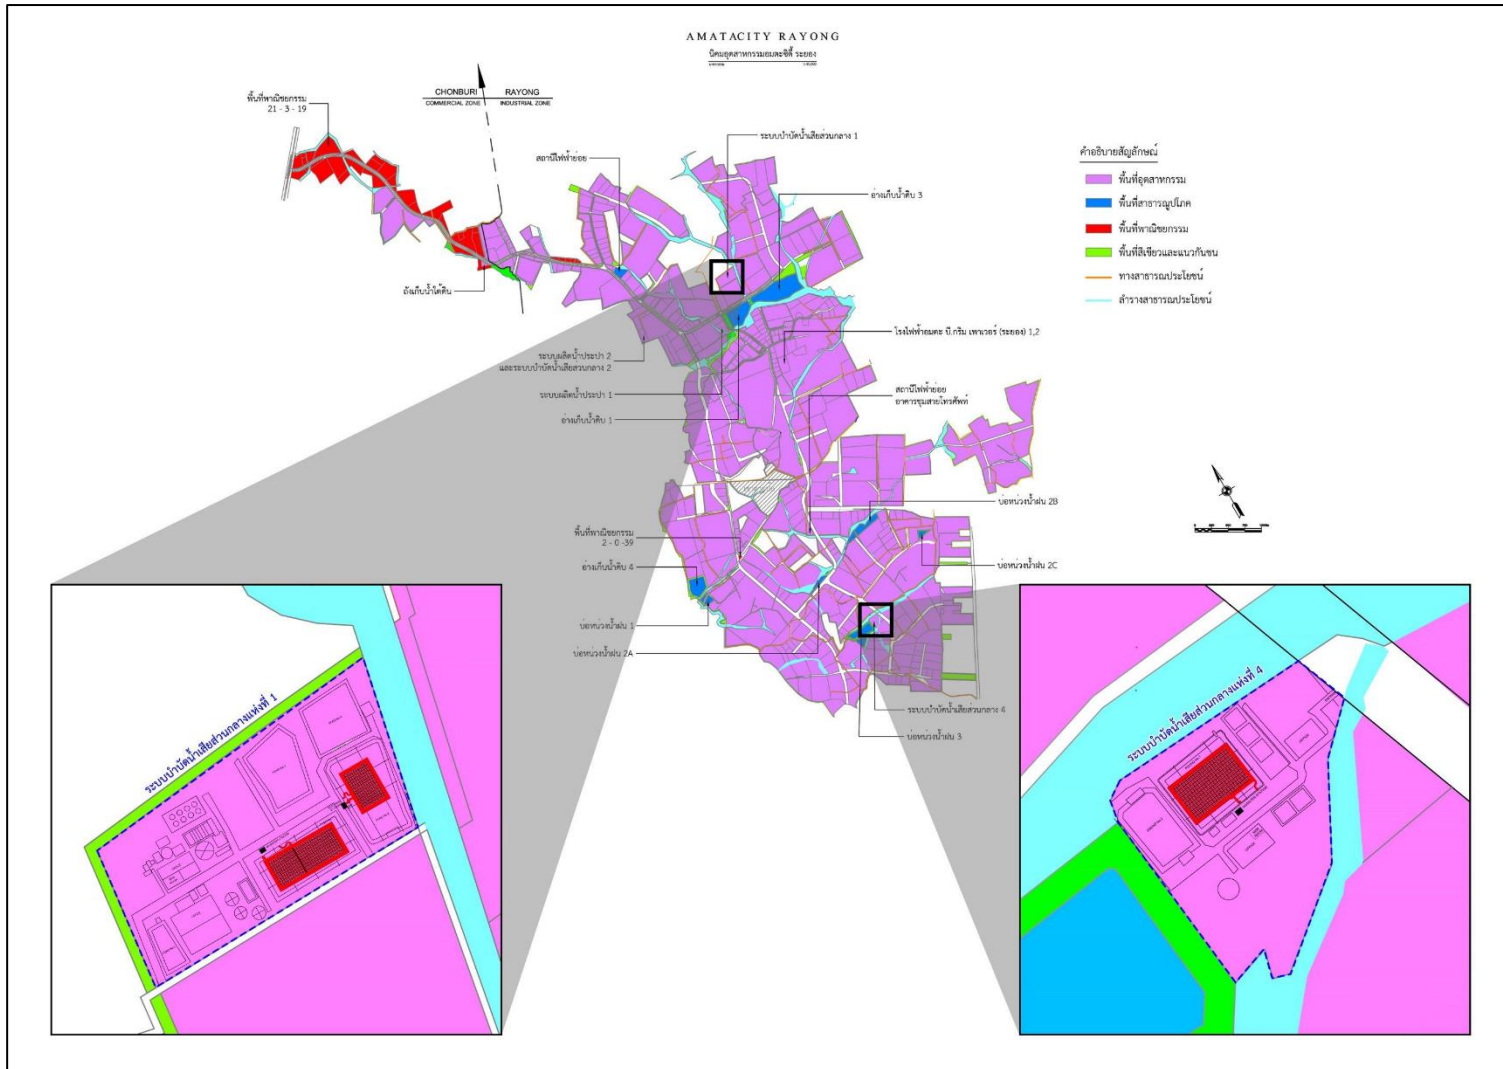 AMATACITY RAYONG
นิคมอุตสาหกรรมอมตะซิตี้ ระยอง
CHONBURI
RAYONG
COMMERCIAL ZONE
INDUSTRIAL ZONE
พื้นที่พาณิชยกรรม
21 - 3 - 19
สถานีไฟฟ้าย่อย
ระบบบำบัดน้ำเสียส่วนกลาง 1
อ่างเก็บน้ำดิบ 3
ถังเก็บน้ำใต้ดิน
โรงไฟฟ้าอมตะ บี.กริม เพาเวอร์ (ระยอง) 1,2
ระบบผลิตน้ำประปา 2
และระบบบำบัดน้ำเสียส่วนกลาง 2
ระบบผลิตน้ำประปา 1
อ่างเก็บน้ำดิบ 1
สถานีไฟฟ้าย่อย
อาคารชุมสายโทรศัพท์
บ่อหน่วงน้ำฝน 2B
พื้นที่พาณิชยกรรม
2 - 0 -39
อ่างเก็บน้ำดิบ 4
บ่อหน่วงน้ำฝน 2C
บ่อหน่วงน้ำฝน 1
บ่อหน่วงน้ำฝน 2A
ระบบบำบัดน้ำเสียส่วนกลาง 4
บ่อหน่วงน้ำฝน 3
คำอธิบายสัญลักษณ์
พื้นที่อุตสาหกรรม
พื้นที่สาธารณูปโภค
พื้นที่พาณิชยกรรม
พื้นที่สีเขียวและแนวกันชน
ทางสาธารณประโยชน์
ลำรางสาธารณประโยชน์
ระบบบำบัดน้ำเสียส่วนกลางแห่งที่ 1
ระบบบำบัดน้ำเสียส่วนกลางแห่งที่ 4